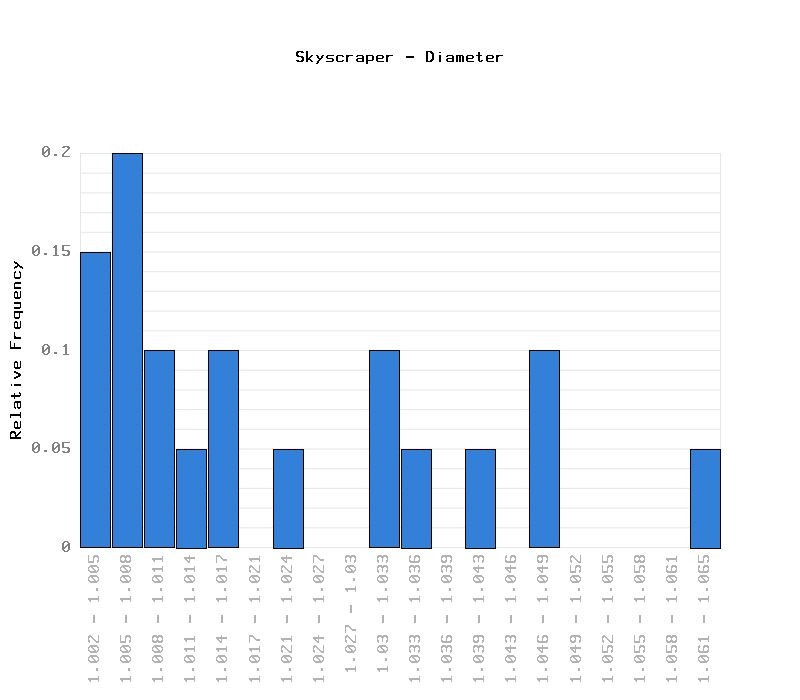 Skyscraper - Diameter
Relative Frequency
0.2
0.15
0.1
0.05
0
1.002 - 1.005
1.005 - 1.008
1.008 - 1.011
1.011 - 1.014
1.014 - 1.017
1.017 - 1.021
1.021 - 1.024
1.024 - 1.027
1.027 - 1.03
1.03 - 1.033
1.033 - 1.036
1.036 - 1.039
1.039 - 1.043
1.043 - 1.046
1.046 - 1.049
1.049 - 1.052
1.052 - 1.055
1.055 - 1.058
1.058 - 1.061
1.061 - 1.065